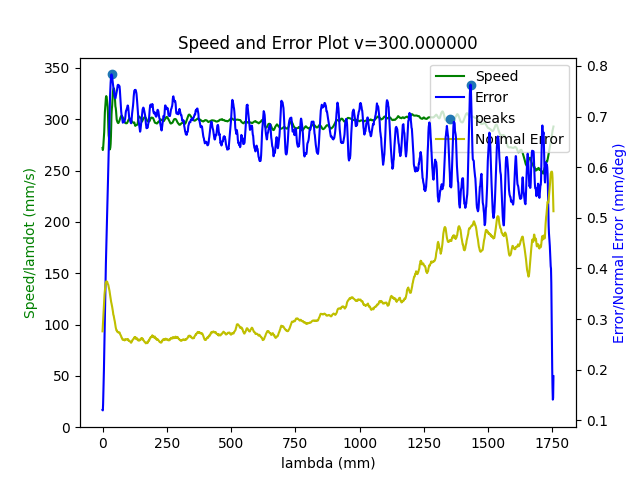 Speed and Error Plot v=300.000000
Speed
Error
peaks
Normal Error
350
300
250
200
150
100
50
0
Speed/lamdot (mm/s)
0.8
0.7
0.6
0.5
0.4
0.3
0.2
0.1
Error/Normal Error (mm/deg)
0 250 500 750 1000 1250 1500 1750
lambda (mm)